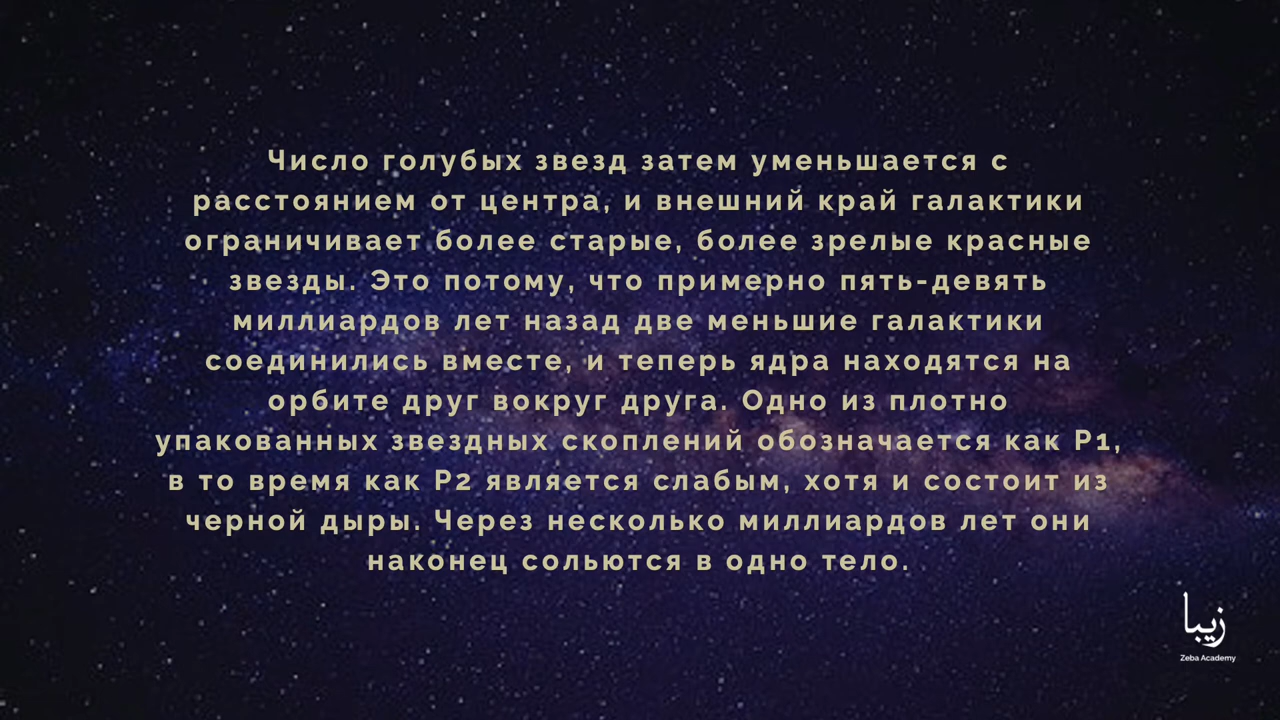 Число голубых звезд затем уменьшается с
расстоянием от центра, и внешний край галактики
ограничивает более старые, более зрелые красные
звезды. Это потому, что примерно пять-девять
миллиардов лет назад две меньшие галактики
соединились вместе, и теперь ядра находятся на
орбите друг вокруг друга. Одно из плотно
упакованных звездных скоплений обозначается как P1,
в то время как P2 является слабым, хотя и состоит из
черной дыры. Через несколько миллиардов лет они
наконец сольются в одно тело.
زيبا
Zeba Academy